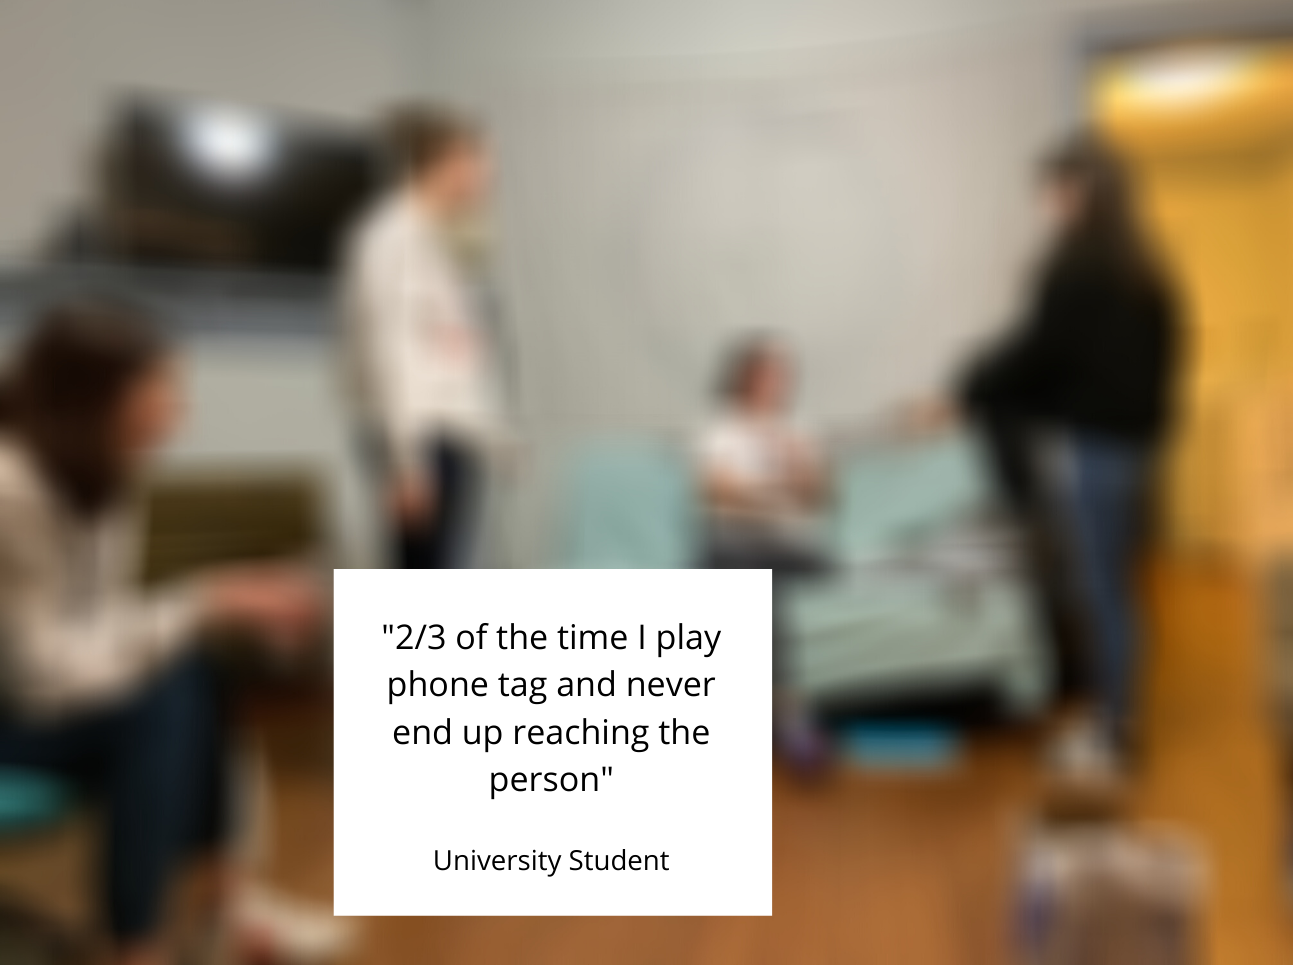 "2/3 of the time I play
phone tag and never
end up reaching the
person"
University Student